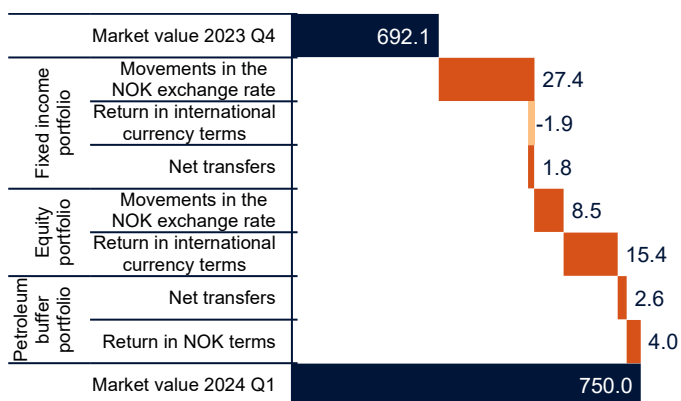 Market value 2023 Q4
692.1
Fixed income
portfolio
Movements in the
NOK exchange rate
27.4
Return in international
currency terms
-1.9
Net transfers
1.8
Equity
portfolio
Movements in the
NOK exchange rate
8.5
Return in international
currency terms
15.4
Petroleum
buffer
portfolio
Net transfers
2.6
Return in NOK terms
4.0
Market value 2024 Q1
750.0